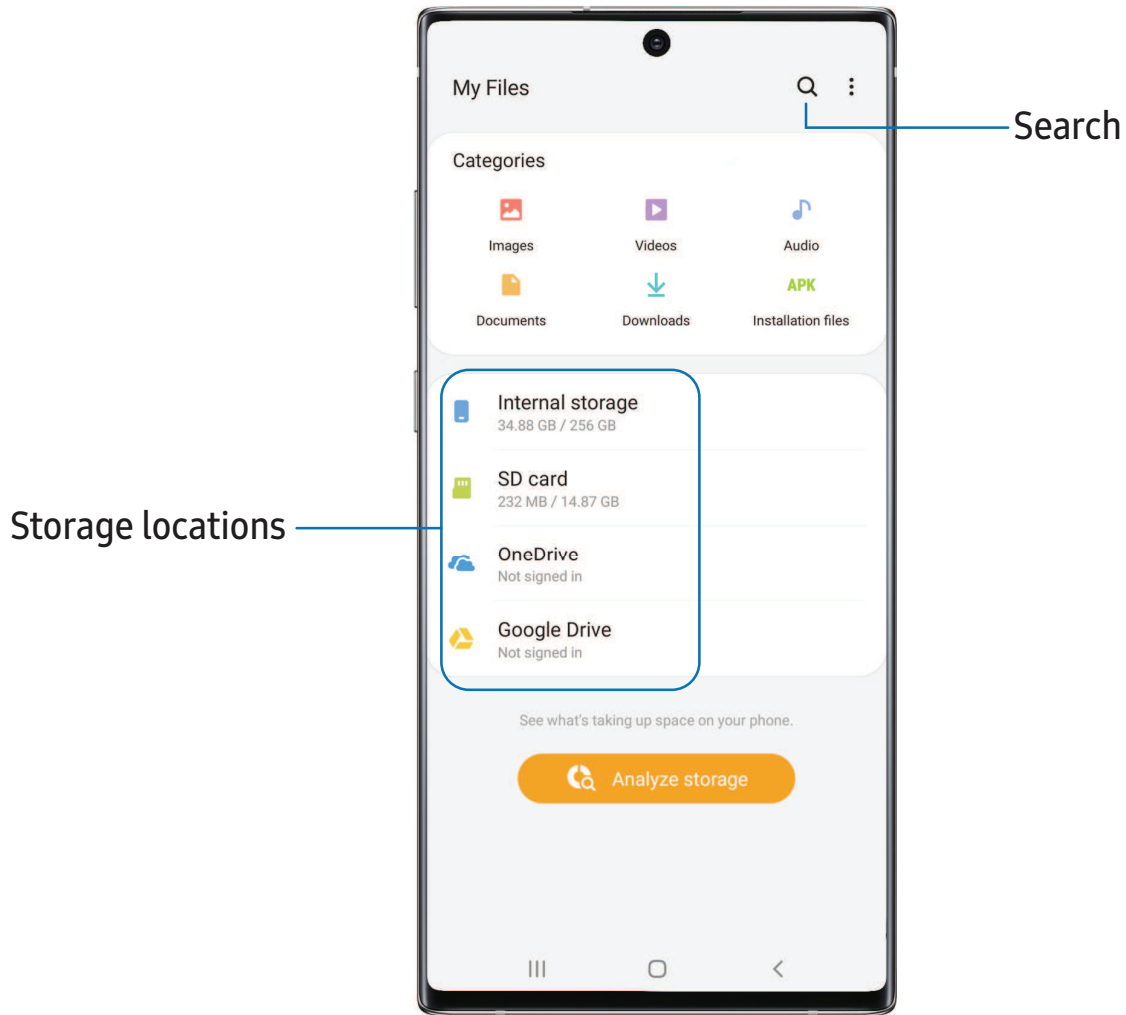 My Files
Search
Categories
Images Videos Audio
APK
Documents Downloads Installation files
Internal storage
34.88 GB / 256 GB
SD card
232 MB / 14.87 GB
Storage locations
OneDrive
Not signed in
Google Drive
Not signed in
See what's taking up space on your phone.
Analyze storage